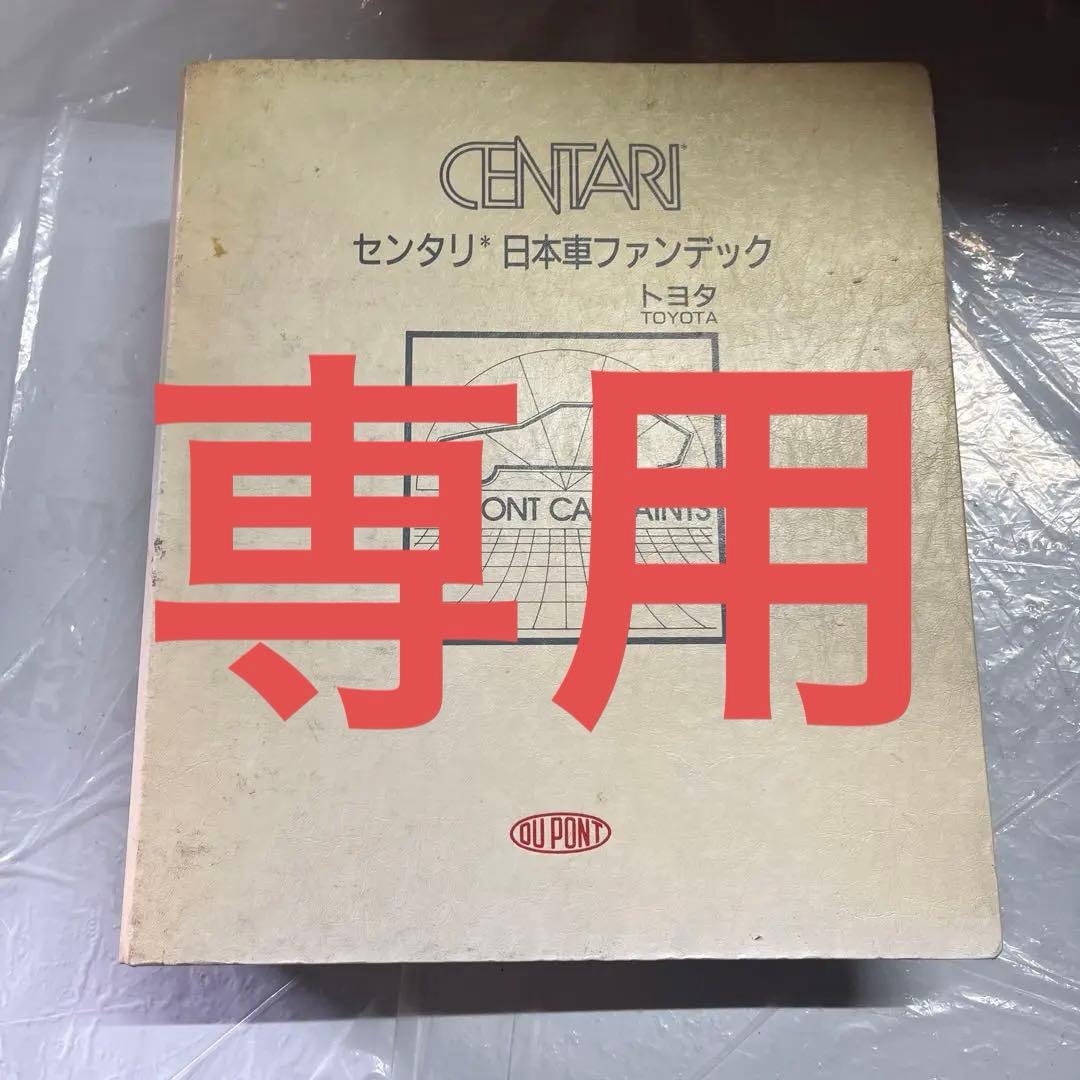 CENTARI*
センタリ* 日本車ファンデック
トヨタ
TOYOTA
専用
DU PONT